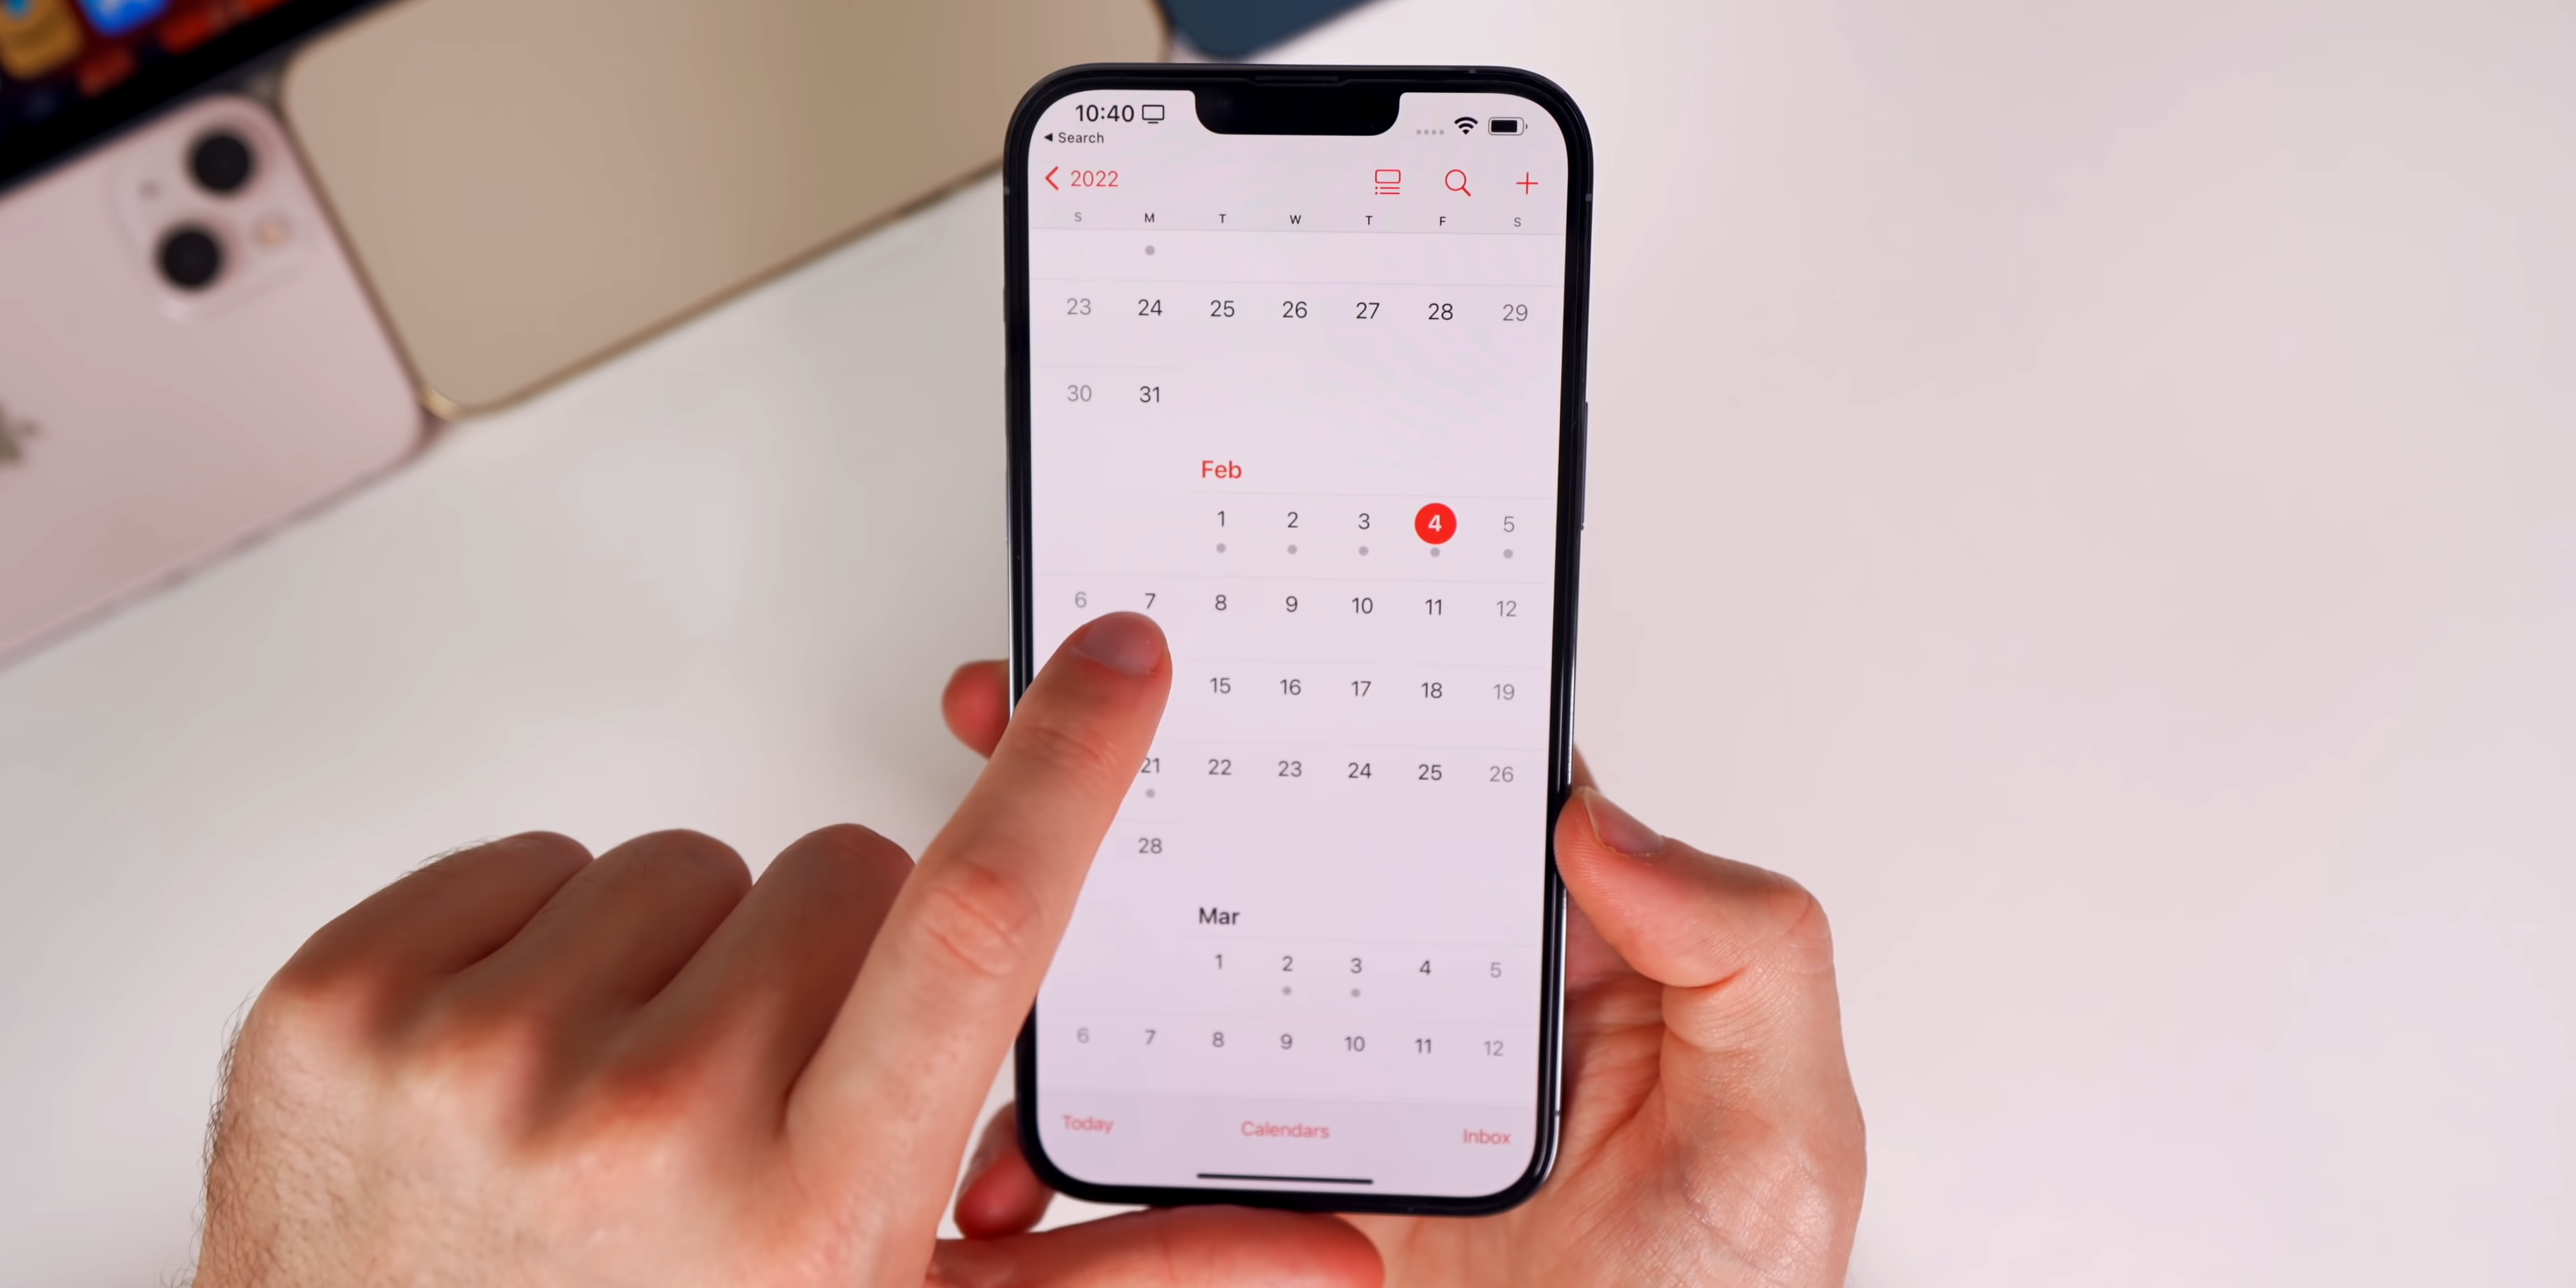 10:40
◀ Search
2022
S M T W T F S
23 24 25 26 27 28 29
30 31
Feb
1 2 3 4 5
6 7 8 9 10 11 12
15 16 17 18 19
21 22 23 24 25 26
28
Mar
1 2 3 4 5
6 7 8 9 10 11 12
Today Calendars Inbox